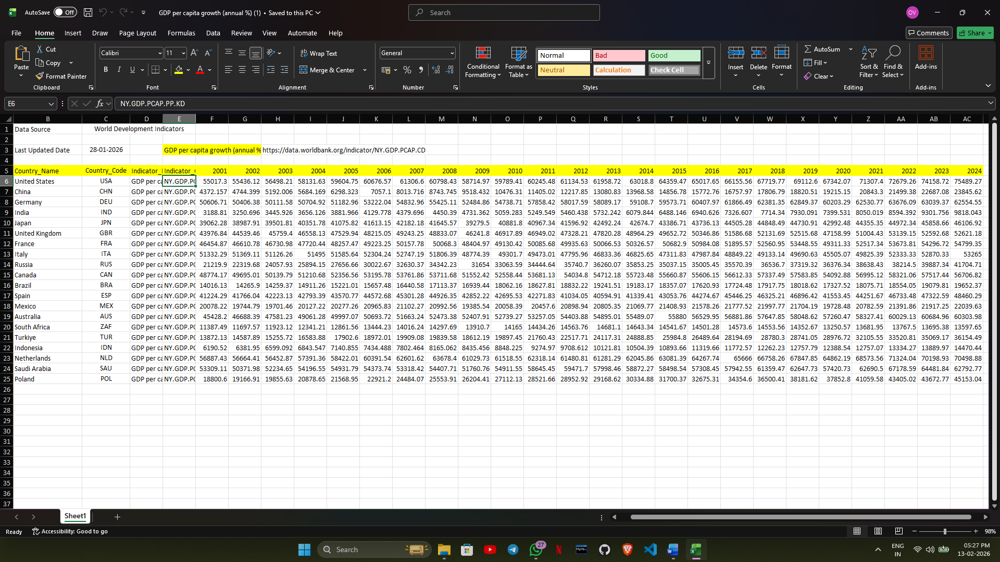 AutoSave Off GDP per capita growth (annual %) (1) • Saved to this PC Search OV
File Home Insert Draw Page Layout Formulas Data Review View Automate Help Comments Share
Paste Cut Copy Format Painter Clipboard
Calibri 11 B I U Font
Wrap Text Merge & Center Alignment
General % Number
Conditional Formatting Format as Table
Normal Bad Good
Neutral Calculation Check Cell
Styles
Insert Delete Format Cells
AutoSum Fill Clear Sort & Filter Find & Select Editing
Add-ins Add-ins
E6 fx NY.GDP.PCAP.PP.KD
B C D E F G H I J K L M N O P Q R S T U V W X Y Z AA AB AC
1 Data Source World Development Indicators
2
3 Last Updated Date 28-01-2026 GDP per capita growth (annual % https://data.worldbank.org/indicator/NY.GDP.PCAP.CD
4
5 Country_Name Country_Code Indicator_ Indicator_ 2001 2002 2003 2004 2005 2006 2007 2008 2009 2010 2011 2012 2013 2014 2015 2016 2017 2018 2019 2020 2021 2022 2023 2024
6 United States USA GDP per ca NY.GDP.PC 55017.3 55436.12 56498.21 58131.63 59604.75 60676.57 61306.6 60798.43 58714.97 59789.41 60245.48 61134.53 61958.72 63018.8 64359.47 65017.65 66155.56 67719.77 69112.6 67342.07 71307.4 72679.26 74158.72 75489.27
7 China CHN GDP per ca NY.GDP.PC 4372.157 4744.399 5192.006 5684.169 6298.323 7057.1 8013.716 8743.745 9518.432 10476.31 11405.02 12217.85 13080.83 13968.58 14856.78 15772.76 16757.97 17806.79 18820.51 19215.15 20843.3 21499.38 22687.08 23845.62
8 Germany DEU GDP per ca NY.GDP.PC 50606.71 50406.38 50111.58 50704.92 51182.96 53222.04 54832.96 55425.11 52484.86 54738.71 57858.42 58017.59 58089.17 59108.7 59573.71 60407.97 61866.49 62381.35 62849.37 60203.29 62530.77 63676.09 63039.37 62554.55
9 India IND GDP per ca NY.GDP.PC 3188.81 3250.696 3445.926 3656.126 3881.966 4129.778 4379.696 4450.39 4731.362 5059.283 5249.549 5460.438 5732.242 6079.844 6488.146 6940.626 7326.607 7714.34 7930.091 7399.531 8050.019 8594.392 9301.756 9818.043
10 Japan JPN GDP per ca NY.GDP.PC 39062.28 38987.91 39501.81 40351.78 41075.82 41613.15 42182.18 41645.57 39279.5 40881.8 40967.34 41596.92 42492.24 42674.7 43386.71 43736.13 44505.28 44848.49 44730.91 42992.48 44355.35 44972.34 45858.66 46106.92
11 United Kingdom GBR GDP per ca NY.GDP.PC 43976.84 44539.46 45759.4 46558.13 47529.94 48215.05 49243.25 48833.07 46241.8 46917.89 46949.02 47328.21 47820.28 48964.29 49652.72 50346.86 51586.68 52131.69 52515.68 47158.99 51004.43 53139.15 52592.68 52621.18
12 France FRA GDP per ca NY.GDP.PC 46454.87 46610.78 46730.98 47720.44 48257.47 49223.25 50157.78 50068.3 48404.97 49130.42 50085.68 49935.63 50066.53 50326.57 50682.9 50984.08 51895.57 52560.95 53448.55 49311.33 52517.34 53673.81 54296.72 54799.35
13 Italy ITA GDP per ca NY.GDP.PC 51332.29 51369.11 51126.26 51495 51585.64 52304.24 52747.19 51806.39 48774.39 49301.7 49473.01 47795.96 46833.36 46825.65 47311.83 47987.84 48849.22 49133.14 49690.63 45505.07 49825.39 52333.33 52870.33 53265
14 Russia RUS GDP per ca NY.GDP.PC 21219.9 22319.68 24057.93 25894.15 27656.66 30022.67 32630.37 34342.23 31654 33063.59 34444.64 35740.7 36260.07 35853.25 35037.15 35005.45 35570.39 36536.7 37319.32 36376.34 38638.43 38214.5 39887.34 41704.71
15 Canada CAN GDP per ca NY.GDP.PC 48774.17 49695.01 50139.79 51210.68 52356.56 53195.78 53761.86 53711.68 51552.42 52558.44 53681.13 54034.8 54712.18 55723.48 55660.87 55606.15 56612.33 57337.49 57583.85 54092.88 56995.12 58321.06 57517.44 56706.82
16 Brazil BRA GDP per ca NY.GDP.PC 14016.13 14265.9 14259.37 14911.26 15221.01 15657.48 16440.58 17113.37 16939.44 18062.16 18627.81 18832.22 19241.51 19183.17 18357.07 17620.93 17724.48 17917.75 18018.62 17327.52 18075.71 18554.05 19079.81 19652.37
17 Spain ESP GDP per ca NY.GDP.PC 41224.29 41766.04 42223.13 42793.39 43570.77 44572.68 45301.28 44926.35 42852.22 42695.53 42271.83 41034.05 40594.91 41339.41 43053.76 44274.67 45446.25 46325.21 46896.42 41553.45 44251.67 46733.48 47322.59 48460.29
18 Mexico MEX GDP per ca NY.GDP.PC 20078.22 19744.79 19701.46 20127.22 20277.26 20965.83 21102.27 20992.56 19385.54 20058.39 20457.6 20898.94 20805.35 21069.77 21408.93 21578.26 21777.52 21997.77 21704.19 19728.48 20782.59 21391.86 21917.25 22039.63
19 Australia AUS GDP per ca NY.GDP.PC 45428.2 46688.39 47581.23 49061.28 49997.07 50693.72 51663.24 52473.38 52407.91 52739.27 53257.05 54403.88 54895.01 55489.07 55880 56529.95 56881.86 57647.85 58048.62 57260.47 58327.41 60029.13 60684.96 60303.98
20 South Africa ZAF GDP per ca NY.GDP.PC 11387.49 11697.57 11923.12 12341.21 12861.56 13444.23 14016.24 14297.69 13910.7 14165 14434.26 14563.76 14681.1 14643.34 14541.67 14501.28 14573.6 14553.56 14352.67 13250.57 13681.95 13767.5 13695.38 13597.65
21 Turkiye TUR GDP per ca NY.GDP.PC 13872.13 14587.89 15255.72 16583.88 17902.6 18972.01 19909.08 19839.58 18612.19 19897.45 21760.43 22517.71 24117.31 24888.85 25984.8 26489.64 28194.69 28780.3 28741.05 28976.72 32105.55 33520.81 35069.17 36154.49
22 Indonesia IDN GDP per ca NY.GDP.PC 6190.52 6381.95 6599.092 6843.547 7140.855 7434.488 7802.464 8165.062 8435.456 8848.225 9274.97 9708.612 10121.81 10504.39 10893.66 11319.66 11772.57 12262.23 12757.79 12388.54 12757.07 13334.27 13889.97 14470.44
23 Netherlands NLD GDP per ca NY.GDP.PC 56887.43 56664.41 56452.87 57391.36 58422.01 60391.54 62601.62 63678.4 61029.73 61518.55 62318.14 61480.81 61281.29 62045.86 63081.39 64267.74 65666 66758.26 67847.85 64862.19 68573.56 71324.04 70198.93 70498.88
24 Saudi Arabia SAU GDP per ca NY.GDP.PC 53309.11 50371.98 52234.65 54196.55 54931.79 54373.74 53318.42 54407.71 51760.76 54911.55 58645.45 59471.7 57998.46 58872.27 58498.54 57308.45 57942.55 61359.47 62647.73 57420.73 62690.5 67178.59 64481.84 62792.77
25 Poland POL GDP per ca NY.GDP.PC 18800.6 19166.91 19855.63 20878.65 21568.95 22921.2 24484.07 25553.91 26204.41 27112.13 28521.66 28952.92 29168.62 30334.88 31700.37 32675.31 34354.6 36500.41 38181.62 37852.8 41059.58 43405.02 43672.77 45153.04
26
27
28
29
30
31
32
33
34
35
36
37
Sheet1
Ready Accessibility: Good to go 98%
Search 27 MySQL ENG IN 05:27 PM 13-02-2026